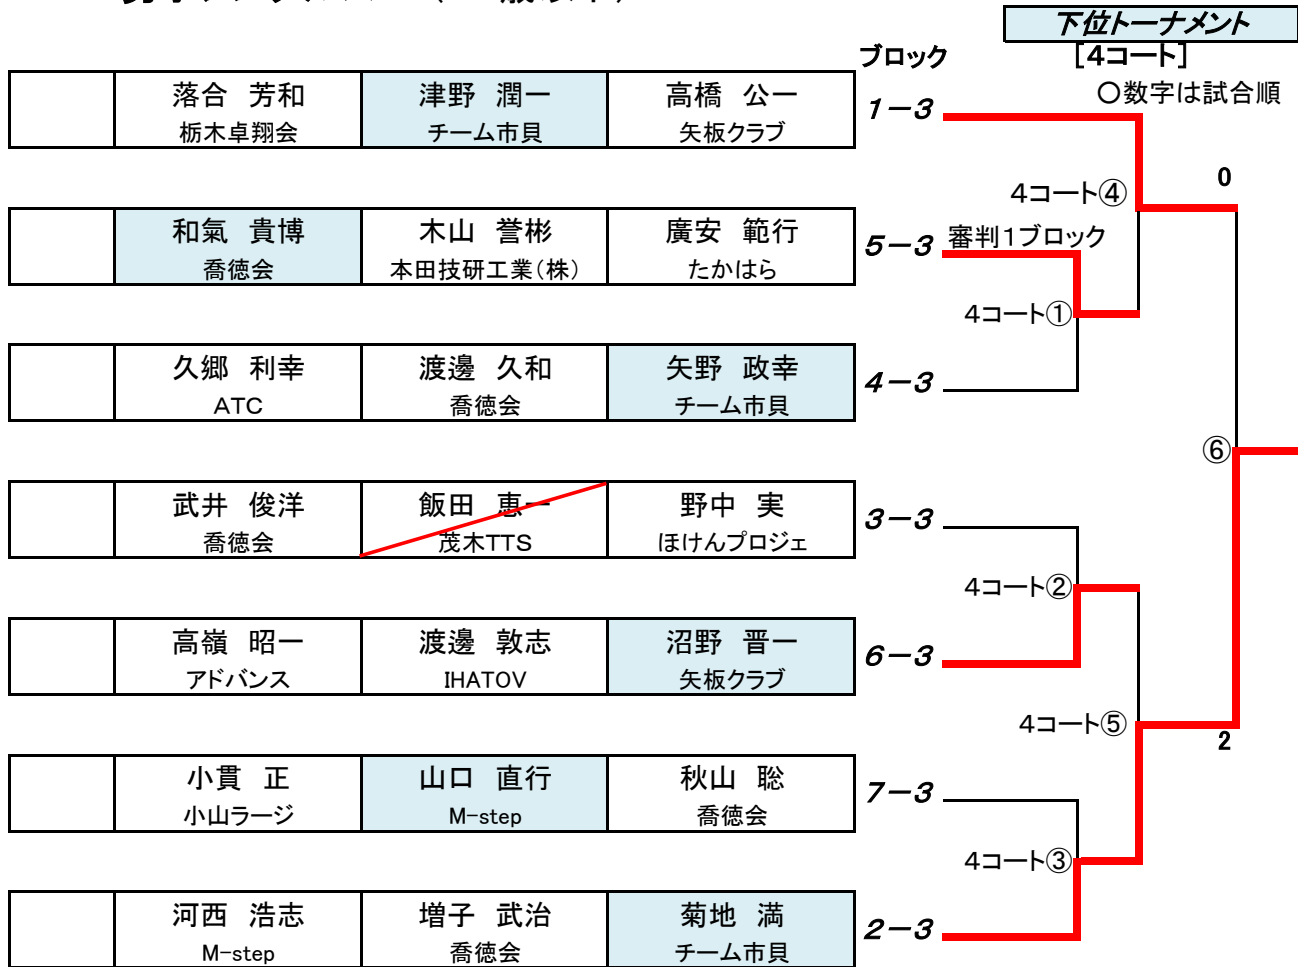 下位トーナメント
ブロック
[4コート]
○数字は試合順
落合 芳和 津野 潤一 高橋 公一
栃木卓翔会 チーム市貝 矢板クラブ
1-3
0
4コート④
和氣 貴博 木山 誉彬 廣安 範行
喬徳会 本田技研工業(株) たかはら
5-3 審判1ブロック
4コート①
久郷 利幸 渡邊 久和 矢野 政幸
ATC 喬徳会 チーム市貝
4-3
⑥
武井 俊洋 飯田 恵一 野中 実
喬徳会 茂木TTS ほけんプロジェ
3-3
4コート②
高嶺 昭一 渡邊 敦志 沼野 晋一
アドバンス IHATOV 矢板クラブ
6-3
4コート⑤
2
小貫 正 山口 直行 秋山 聡
小山ラージ M-step 喬徳会
7-3
4コート③
河西 浩志 増子 武治 菊地 満
M-step 喬徳会 チーム市貝
2-3